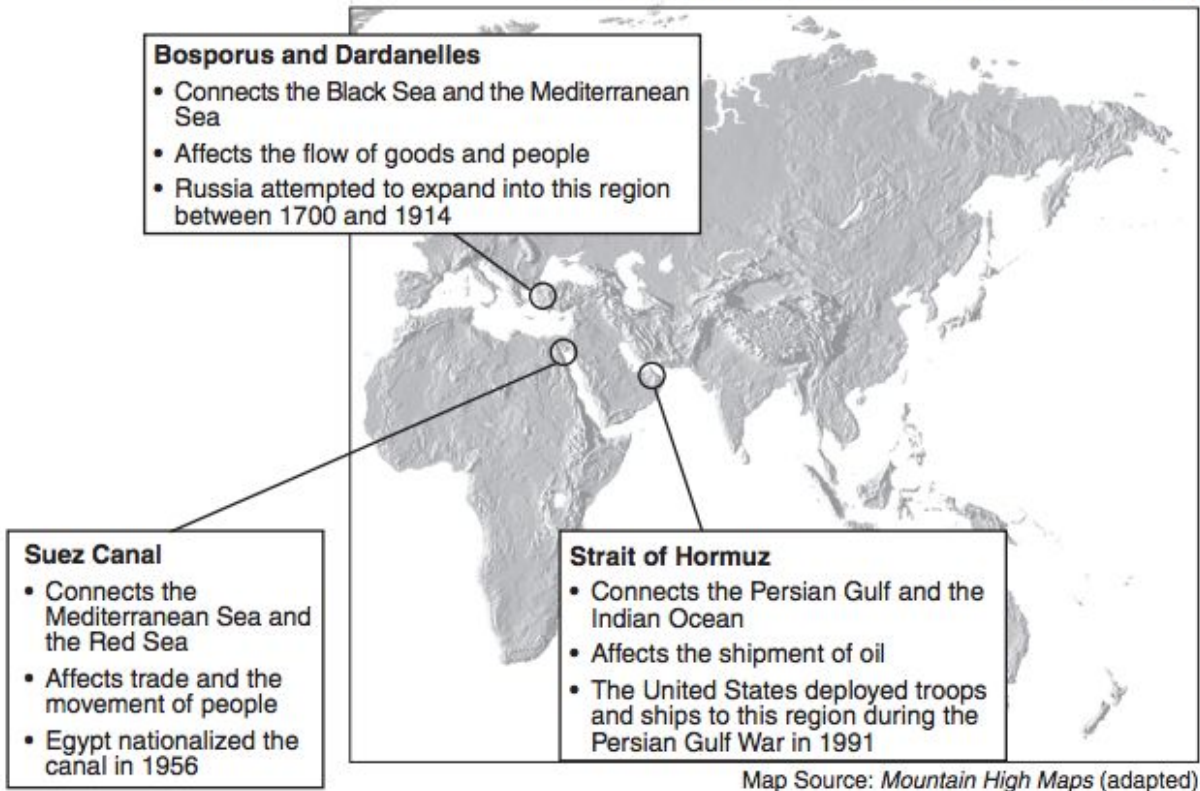 Bosporus and Dardanelles
• Connects the Black Sea and the Mediterranean
Sea
• Affects the flow of goods and people
• Russia attempted to expand into this region
between 1700 and 1914
Suez Canal
• Connects the
Mediterranean Sea and
the Red Sea
• Affects trade and the
movement of people
• Egypt nationalized the
canal in 1956
Strait of Hormuz
• Connects the Persian Gulf and the
Indian Ocean
• Affects the shipment of oil
• The United States deployed troops
and ships to this region during the
Persian Gulf War in 1991
Map Source: Mountain High Maps (adapted)